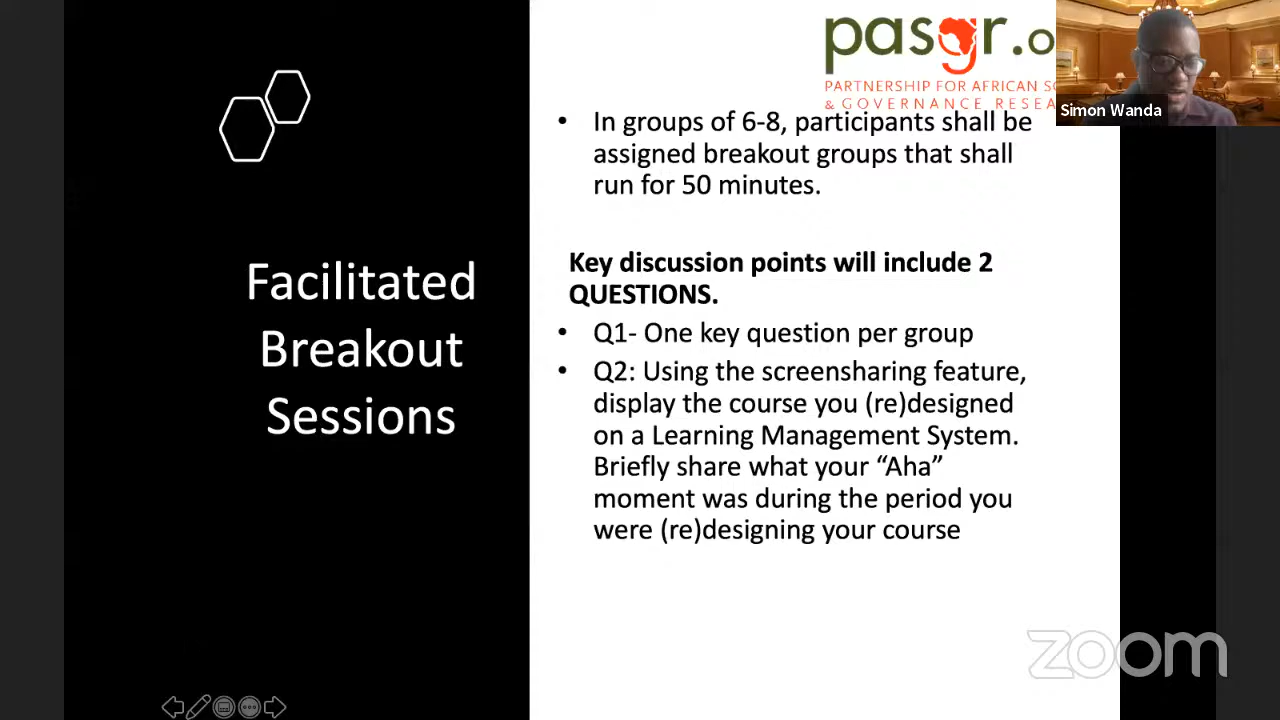 pasgr.o
PARTNERSHIP FOR AFRICAN SO
& GOVERNANCE RESEA
Simon Wanda
• In groups of 6-8, participants shall be
assigned breakout groups that shall
run for 50 minutes.
Facilitated
Breakout
Sessions
Key discussion points will include 2
QUESTIONS.
• Q1- One key question per group
• Q2: Using the screensharing feature,
display the course you (re)designed
on a Learning Management System.
Briefly share what your “Aha”
moment was during the period you
were (re)designing your course
zoom